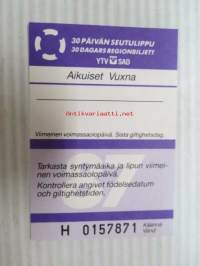 30 PÄIVÄN SEUTULIPPU
30 DAGARS REGIONBILJETT
YTV SAB
Aikuiset Vuxna
Viimeinen voimassaolopäivä. Sista giltighetsdag.
Tarkasta syntymäaika ja lipun viimei-
nen voimassaolopäivä.
Kontrollera angivet födelsedatum
och giltighetstiden.
H 0157871
Käännä
Vänd